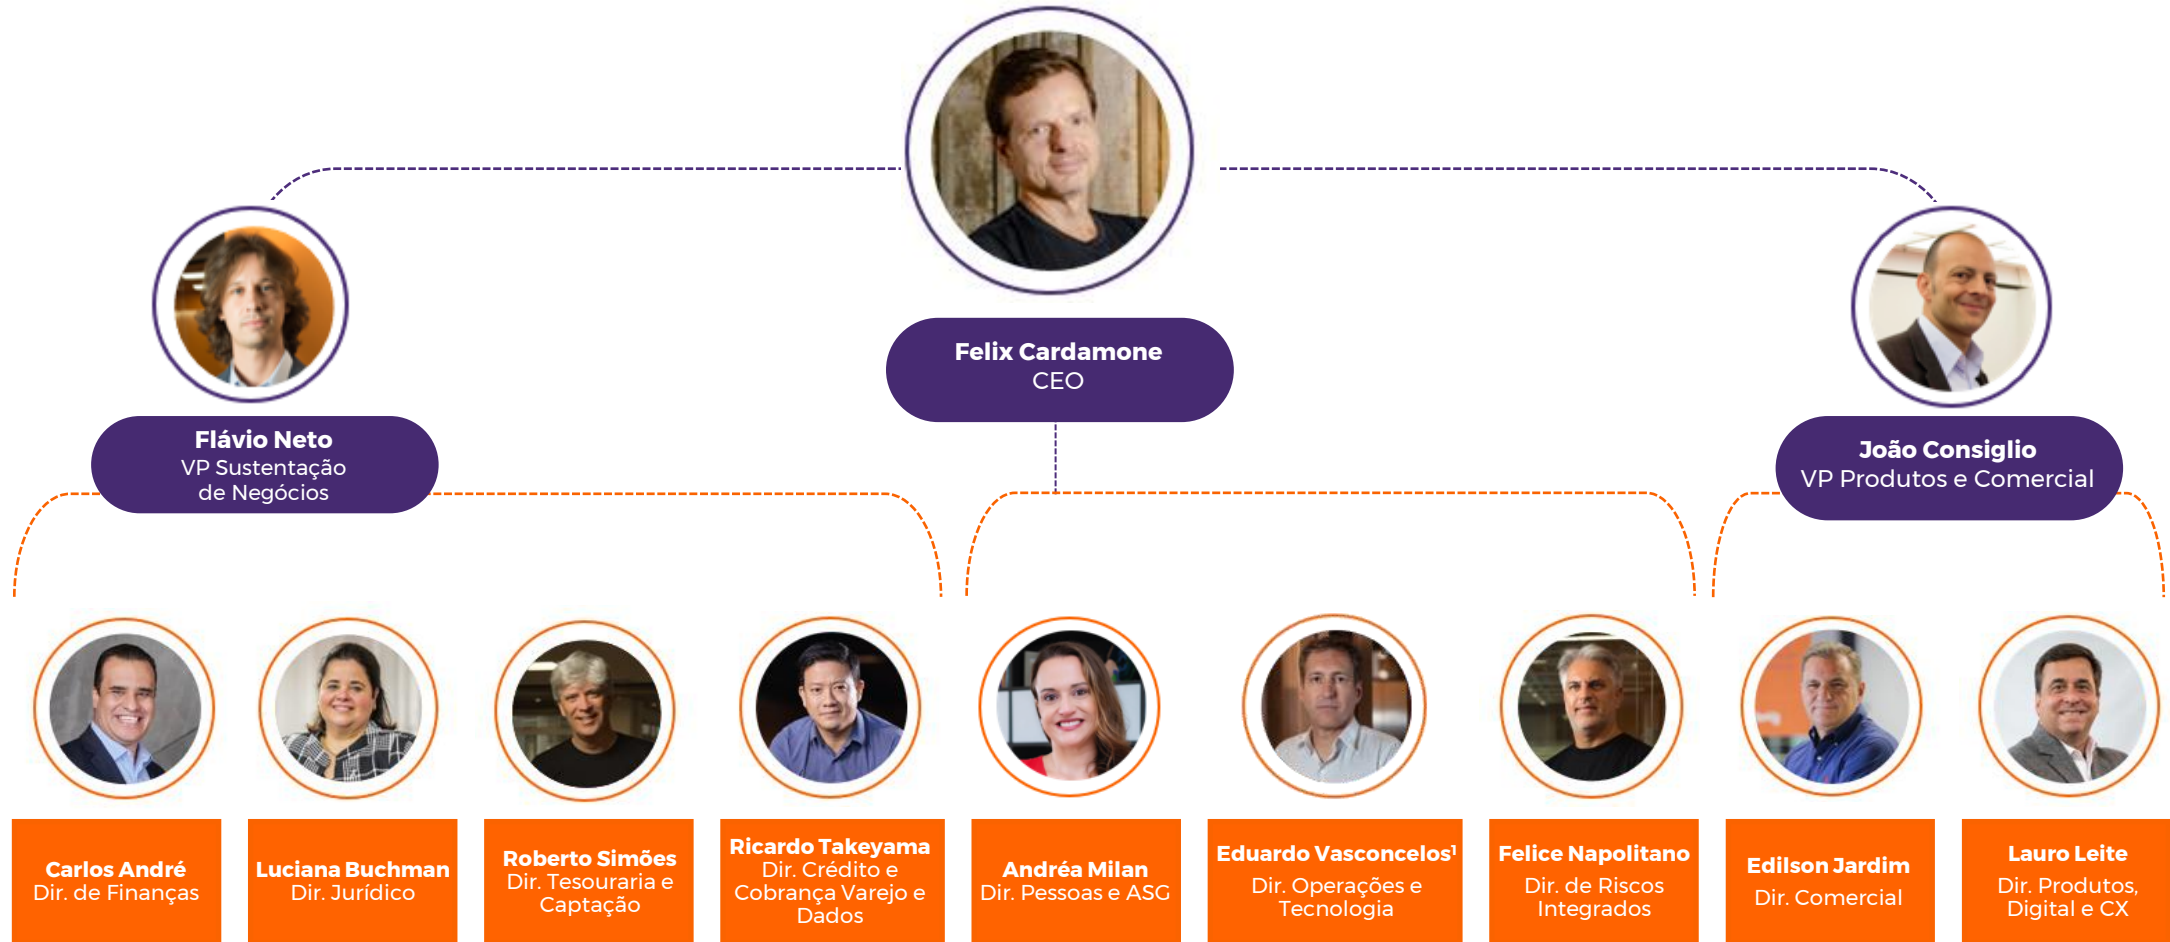 Felix Cardamone
CEO
Flávio Neto
VP Sustentação
de Negócios
João Consiglio
VP Produtos e Comercial
Carlos André
Dir. de Finanças
Luciana Buchman
Dir. Jurídico
Roberto Simões
Dir. Tesouraria e
Captação
Ricardo Takeyama
Dir. Crédito e
Cobrança Varejo e
Dados
Andréa Milan
Dir. Pessoas e ASG
Eduardo Vasconcelos¹
Dir. Operações e
Tecnologia
Felice Napolitano
Dir. de Riscos
Integrados
Edilson Jardim
Dir. Comercial
Lauro Leite
Dir. Produtos,
Digital e CX